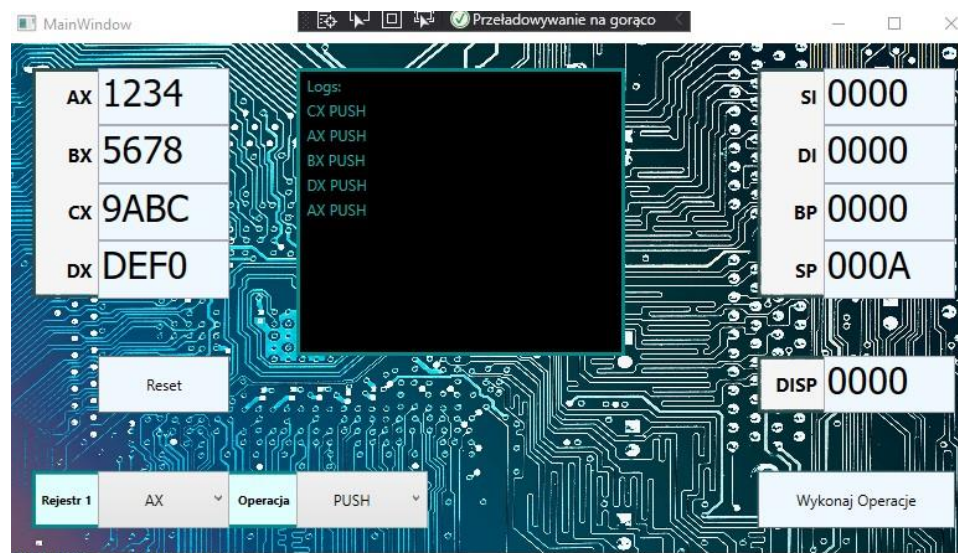 MainWindow
Przeładowywanie na gorąco
AX 1234
BX 5678
CX 9ABC
DX DEF0
Logs:
CX PUSH
AX PUSH
BX PUSH
DX PUSH
AX PUSH
SI 0000
DI 0000
BP 0000
SP 000A
Reset
DISP 0000
Rejestr 1 AX Operacja PUSH
Wykonaj Operacje